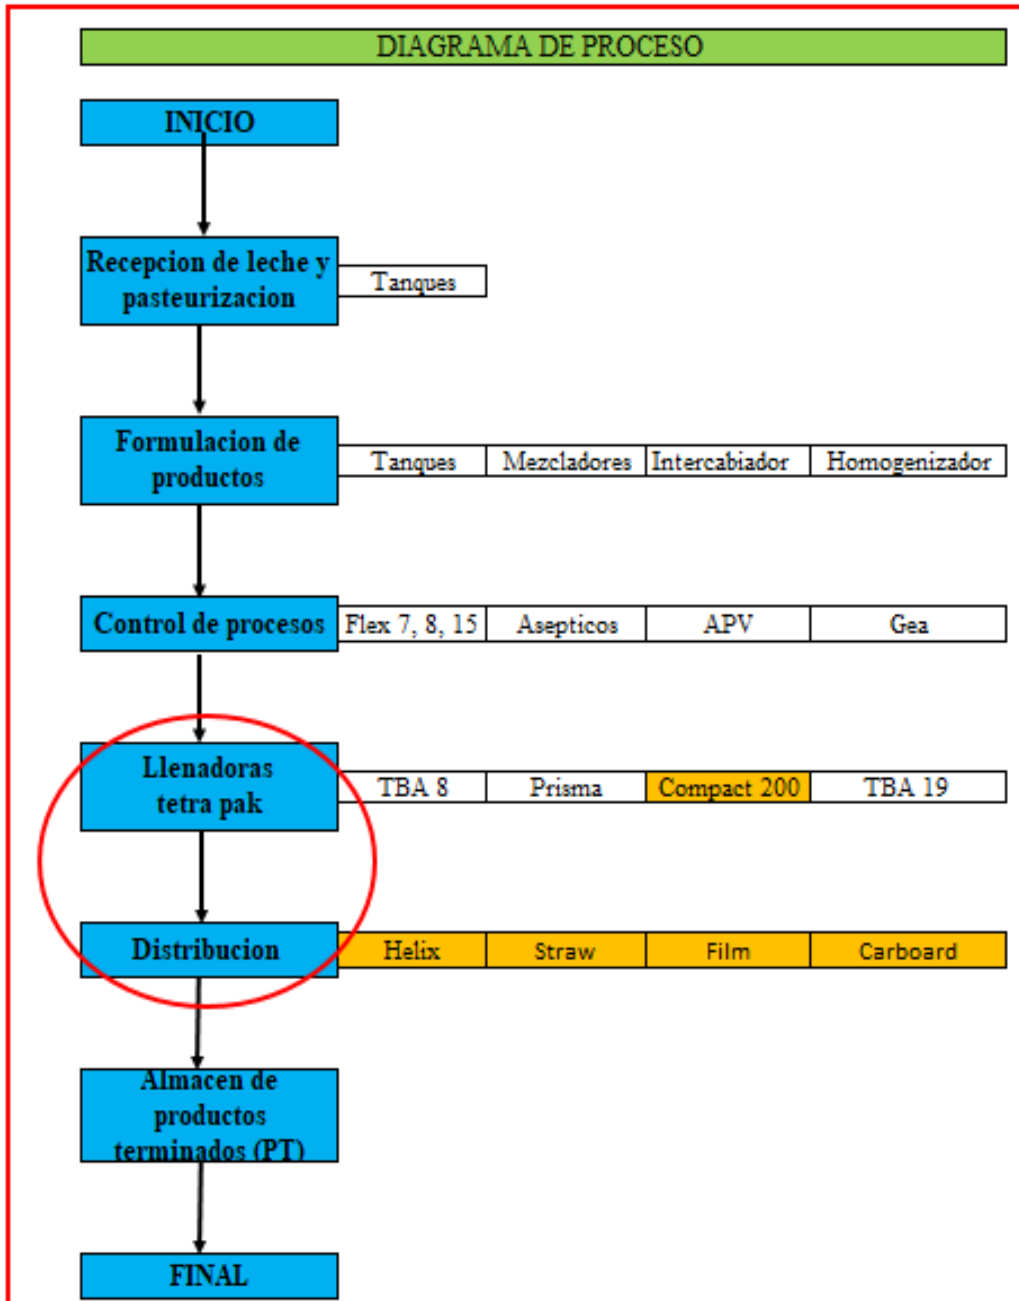 DIAGRAMA DE PROCESO
INICIO
Recepcion de leche y
pasteurizacion
Tanques
Formulacion de
productos
Tanques Mezcladores Intercabiador Homogenizador
Control de procesos Flex 7, 8, 15 Asepticos APV Gea
Llenadoras
tetra pak
TBA 8 Prisma Compact 200 TBA 19
Distribucion Helix Straw Film Carboard
Almacen de
productos
terminados (PT)
FINAL